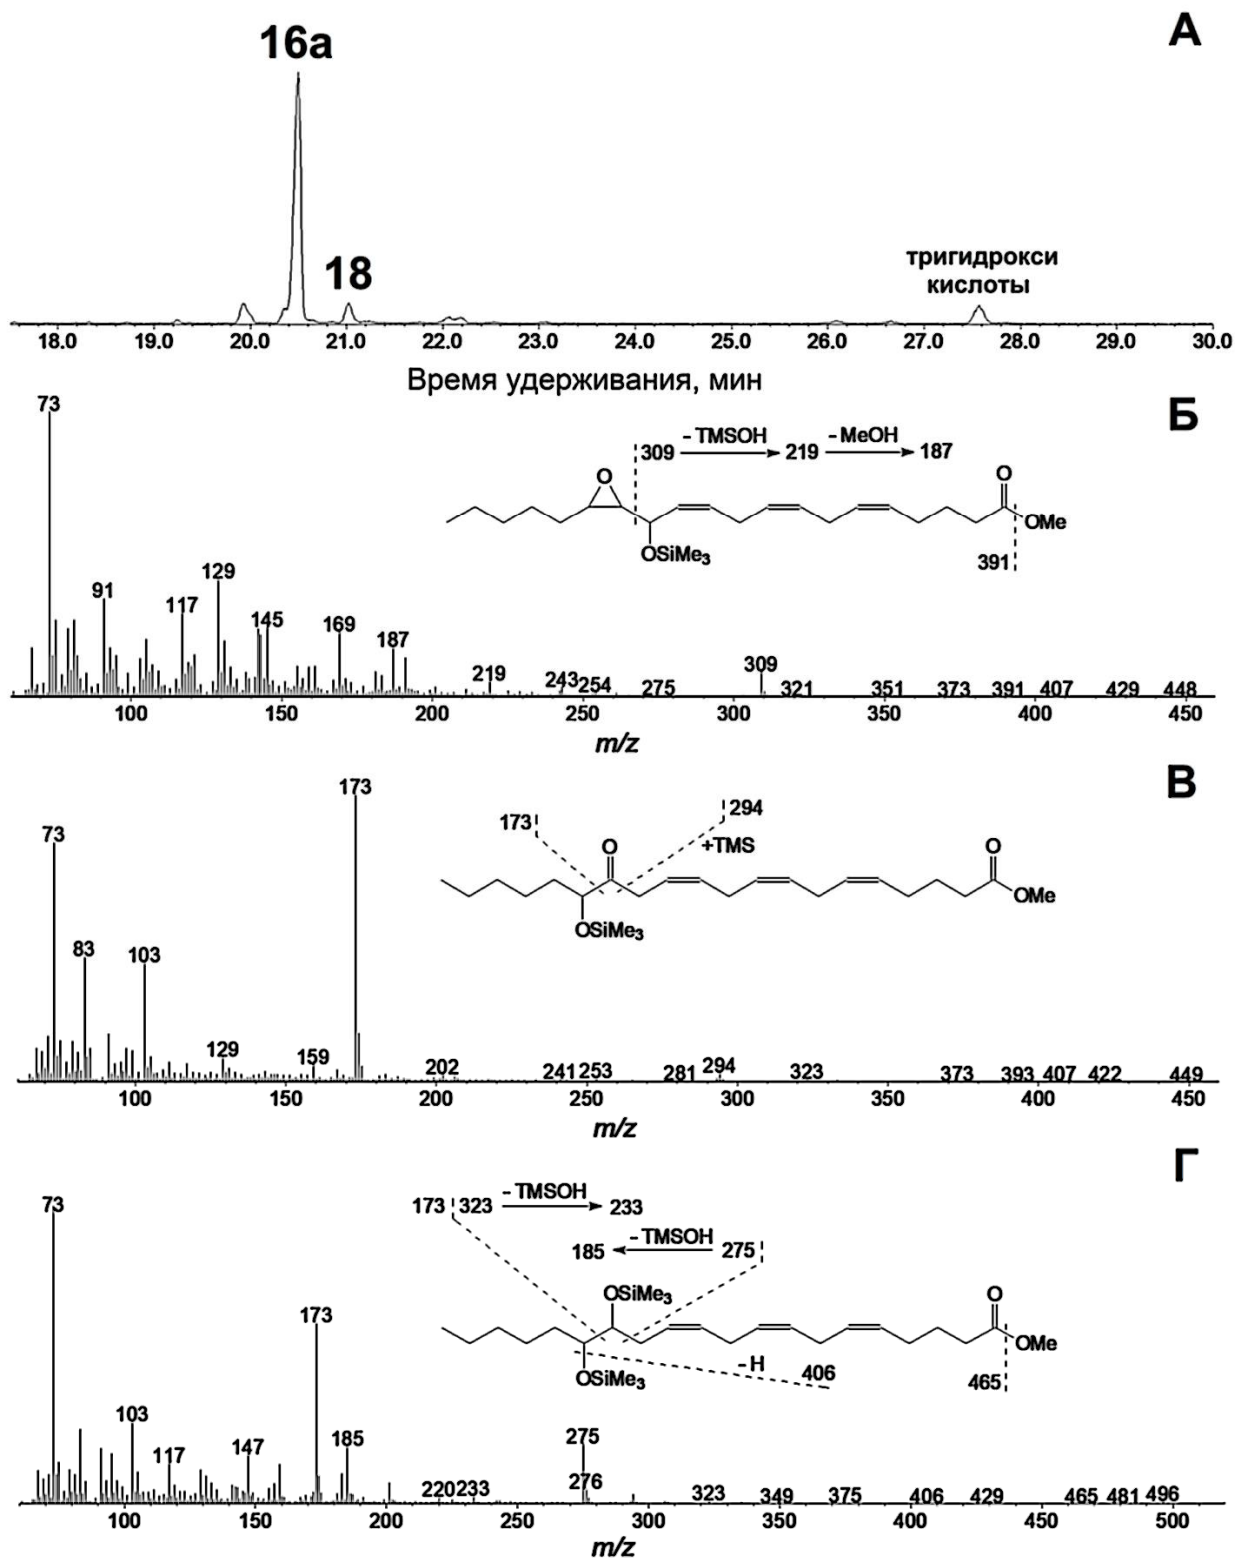 А
16a
18
тригидрокси
кислоты
18.0 19.0 20.0 21.0 22.0 23.0 24.0 25.0 26.0 27.0 28.0 29.0 30.0
Время удерживания, мин
Б
73
309 - TMSOH 219 - MeOH 187
O
O
OMe
OSiMe3
391
91 117 129 145 169 187 219 243 254 275 309 321 351 373 391 407 429 448
100 150 200 250 300 350 400 450
m/z
В
173
73
173 294
+TMS
O
O
OMe
OSiMe3
83 103 129 159 202 241 253 281 294 323 373 393 407 422 449
100 150 200 250 300 350 400 450
m/z
Г
73
173 323 - TMSOH 233
185 - TMSOH 275
OSiMe3
O
OMe
OSiMe3
- H
406
465
173
103 117 147 185 220 233 275 276 323 349 375 406 429 465 481 496
100 150 200 250 300 350 400 450 500
m/z